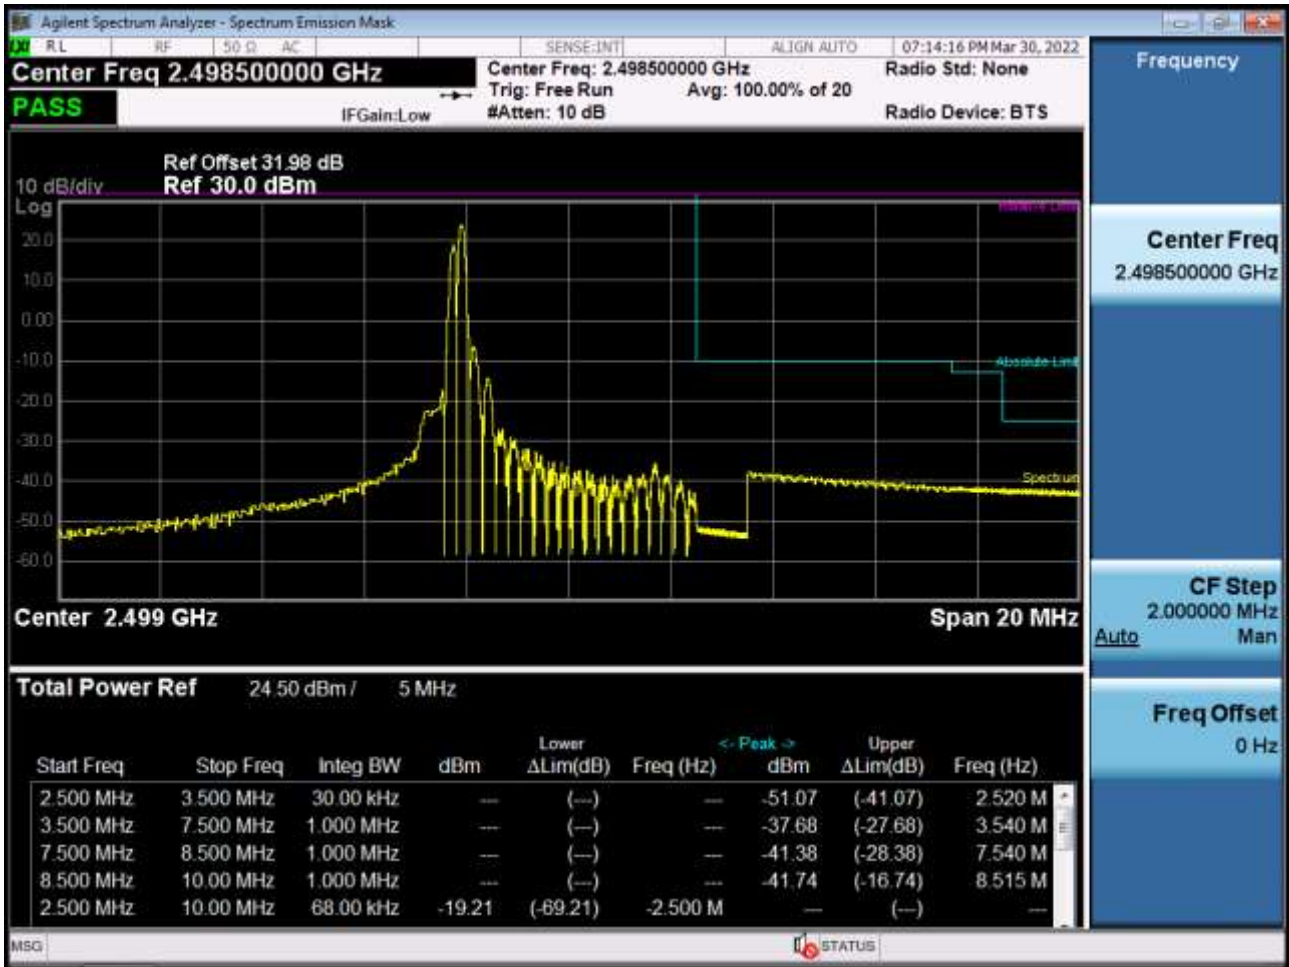 Agilent Spectrum Analyzer - Spectrum Emission Mask
LXI RL RF 50 Ω AC SENSE:INT ALIGN AUTO 07:14:16 PM Mar 30, 2022
Center Freq 2.498500000 GHz
Center Freq: 2.498500000 GHz Radio Std: None
Trig: Free Run Avg: 100.00% of 20
PASS
IFGain:Low #Atten: 10 dB Radio Device: BTS
Ref Offset 31.98 dB
10 dB/div Ref 30.0 dBm
Log
20.0
10.0
0.00
-10.0
-20.0
-30.0
-40.0
-50.0
-60.0
Absolute Limit
Spectrum
Center 2.499 GHz Span 20 MHz
Total Power Ref 24.50 dBm / 5 MHz
Lower <- Peak -> Upper
Start Freq Stop Freq Integ BW dBm ΔLim(dB) Freq (Hz) dBm ΔLim(dB) Freq (Hz)
2.500 MHz 3.500 MHz 30.00 kHz --- (---) --- -51.07 (-41.07) 2.520 M
3.500 MHz 7.500 MHz 1.000 MHz --- (---) --- -37.68 (-27.68) 3.540 M
7.500 MHz 8.500 MHz 1.000 MHz --- (---) --- -41.38 (-28.38) 7.540 M
8.500 MHz 10.00 MHz 1.000 MHz --- (---) --- -41.74 (-16.74) 8.515 M
2.500 MHz 10.00 MHz 68.00 kHz -19.21 (-69.21) -2.500 M --- (---) ---
MSG STATUS
Frequency
Center Freq
2.498500000 GHz
CF Step
2.000000 MHz
Auto Man
Freq Offset
0 Hz